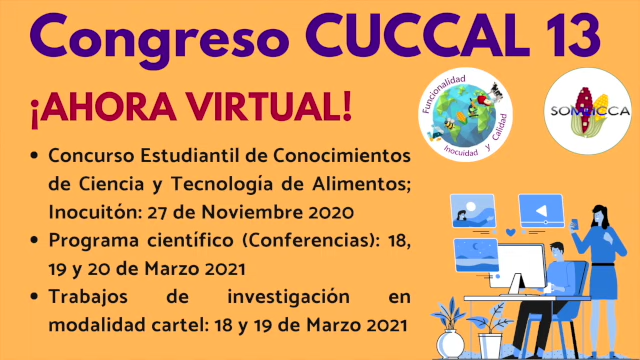 Congreso CUCCAL 13
¡AHORA VIRTUAL!
Funcionalidad
Inocuidad y Calidad
SOMEICCA
• Concurso Estudiantil de Conocimientos
de Ciencia y Tecnología de Alimentos;
Inocuitón: 27 de Noviembre 2020
• Programa científico (Conferencias): 18,
19 y 20 de Marzo 2021
• Trabajos de investigación en
modalidad cartel: 18 y 19 de Marzo 2021